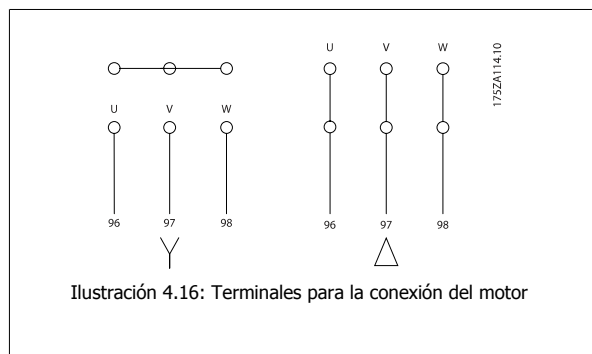 U V W
U V W
96 97 98
96 97 98
175ZA114.10
Ilustración 4.16: Terminales para la conexión del motor